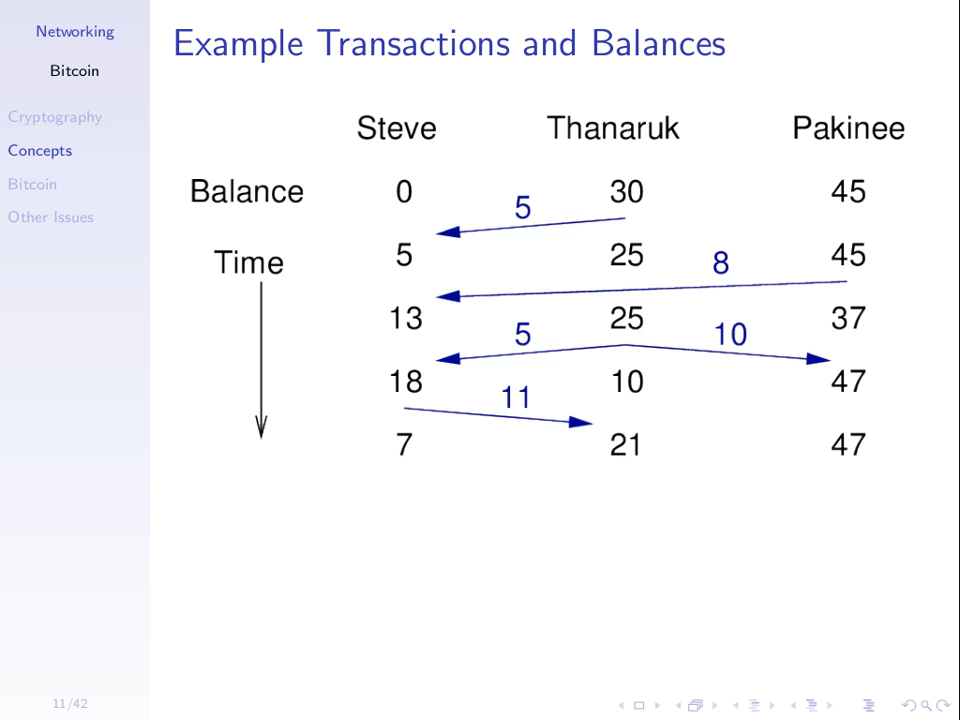 Networking
Bitcoin
Cryptography
Concepts
Bitcoin
Other Issues
Example Transactions and Balances
Steve Thanaruk Pakinee
Balance 0 30 45
5
Time 5 25 45
8
13 25 37
5 10
18 10 47
11
7 21 47
11/42